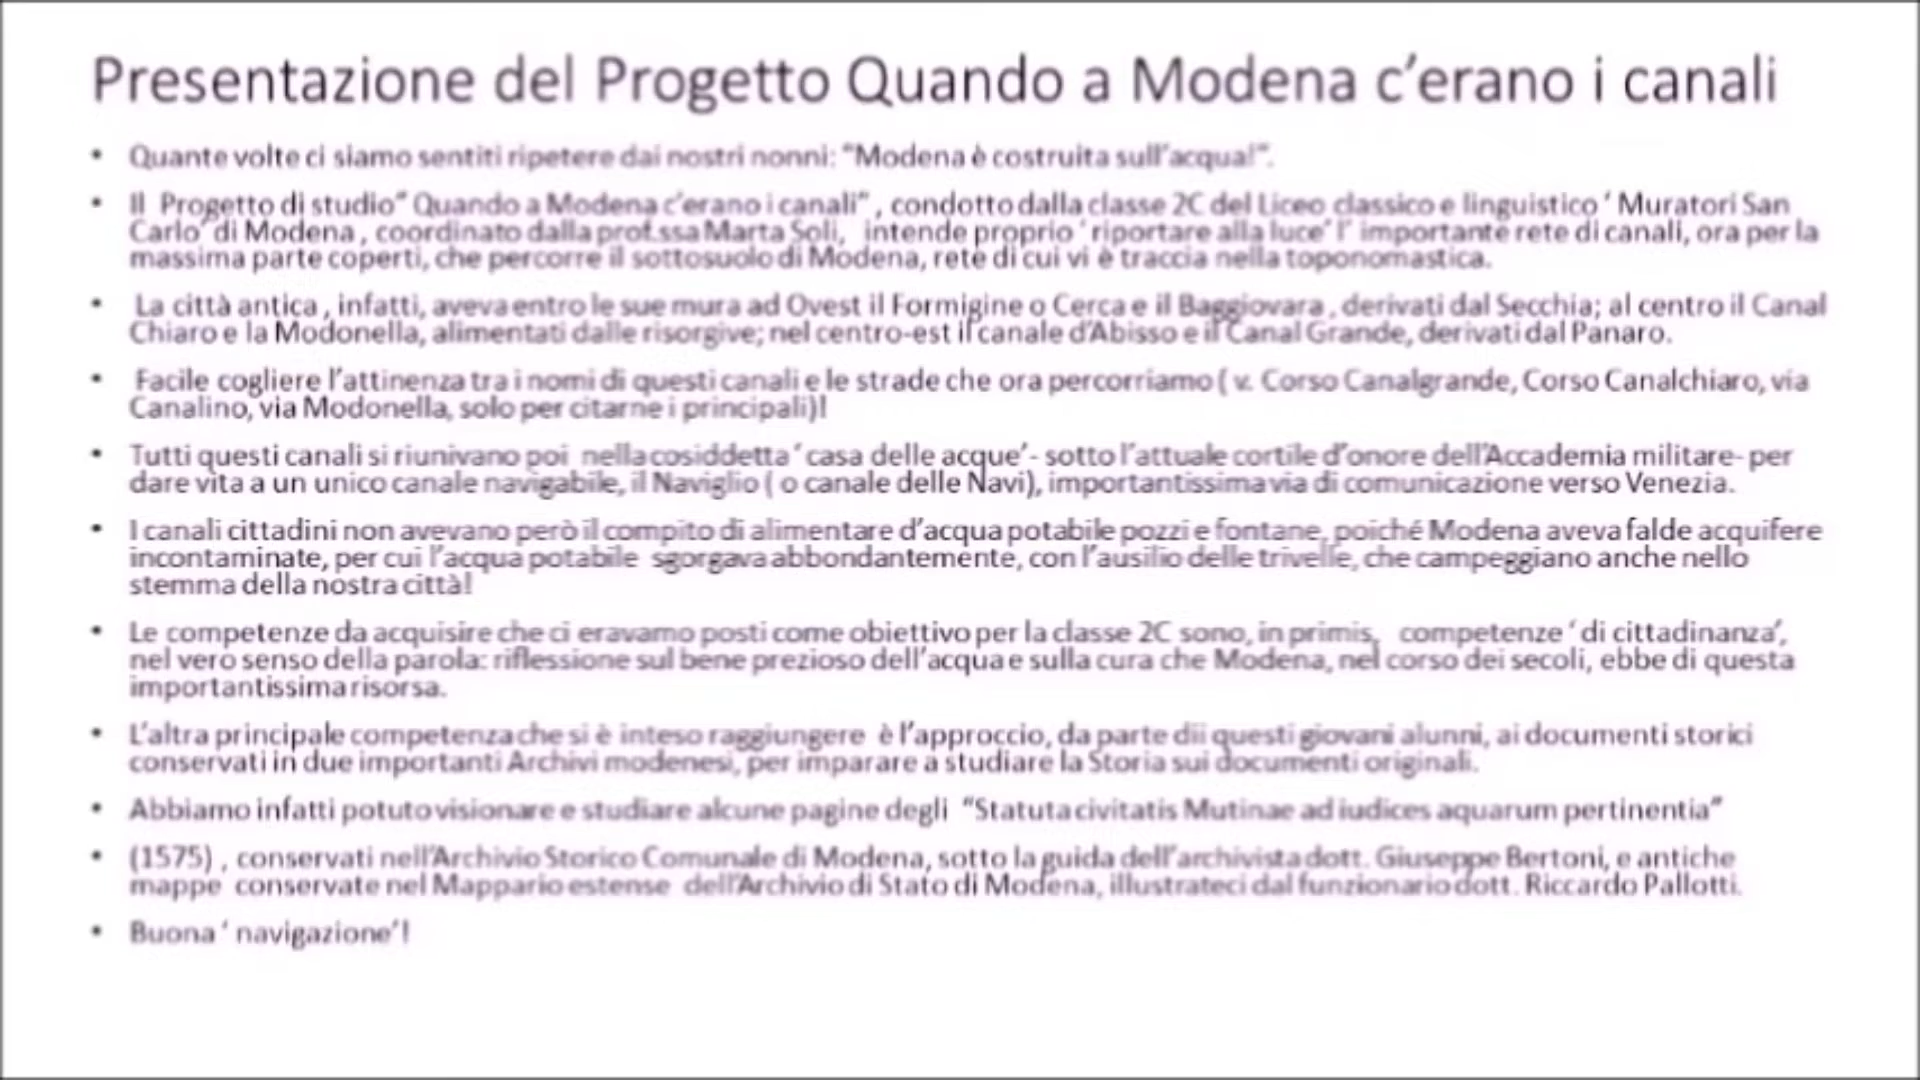 Presentazione del Progetto Quando a Modena c'erano i canali
• Quante volte ci siamo sentiti ripetere dai nostri nonni: "Modena è costruita sull'acqua!".
• Il Progetto di studio" Quando a Modena c'erano i canali" , condotto dalla classe 2C del Liceo classico e linguistico ' Muratori San
Carlo' di Modena , coordinato dalla prof.ssa Marta Soli, intende proprio ' riportare alla luce' l' importante rete di canali, ora per la
massima parte coperti, che percorre il sottosuolo di Modena, rete di cui vi è traccia nella toponomastica.
• La città antica , infatti, aveva entro le sue mura ad Ovest il Formigine o Cerca e il Baggiovara , derivati dal Secchia; al centro il Canal
Chiaro e la Modonella, alimentati dalle risorgive; nel centro-est il canale d'Abisso e il Canal Grande, derivati dal Panaro.
• Facile cogliere l'attinenza tra i nomi di questi canali e le strade che ora percorriamo ( v. Corso Canalgrande, Corso Canalchiaro, via
Canalino, via Modonella, solo per citarne i principali)!
• Tutti questi canali si riunivano poi nella cosiddetta ' casa delle acque'- sotto l'attuale cortile d'onore dell'Accademia militare- per
dare vita a un unico canale navigabile, il Naviglio ( o canale delle Navi), importantissima via di comunicazione verso Venezia.
• I canali cittadini non avevano però il compito di alimentare d'acqua potabile pozzi e fontane, poiché Modena aveva falde acquifere
incontaminate, per cui l'acqua potabile sgorgava abbondantemente, con l'ausilio delle trivelle, che campeggiano anche nello
stemma della nostra città!
• Le competenze da acquisire che ci eravamo posti come obiettivo per la classe 2C sono, in primis, competenze ' di cittadinanza',
nel vero senso della parola: riflessione sul bene prezioso dell'acqua e sulla cura che Modena, nel corso dei secoli, ebbe di questa
importantissima risorsa.
• L'altra principale competenza che si è inteso raggiungere è l'approccio, da parte dii questi giovani alunni, ai documenti storici
conservati in due importanti Archivi modenesi, per imparare a studiare la Storia sui documenti originali.
• Abbiamo infatti potuto visionare e studiare alcune pagine degli "Statuta civitatis Mutinae ad iudices aquarum pertinentia"
• (1575) , conservati nell'Archivio Storico Comunale di Modena, sotto la guida dell'archivista dott. Giuseppe Bertoni, e antiche
mappe conservate nel Mappario estense dell'Archivio di Stato di Modena, illustrateci dal funzionario dott. Riccardo Pallotti.
• Buona ' navigazione'!